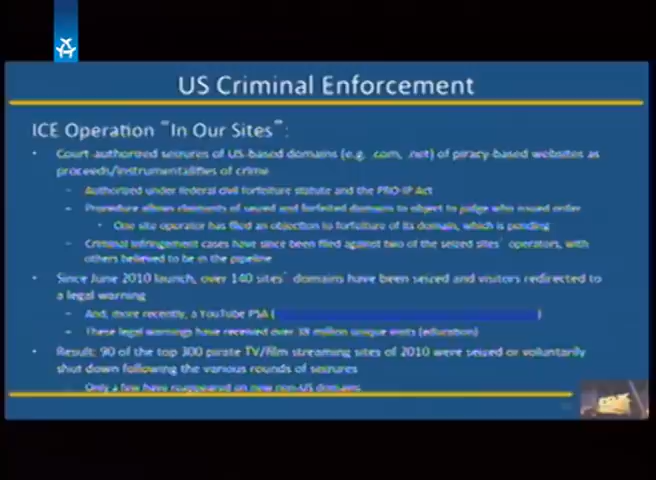 US Criminal Enforcement
ICE Operation "In Our Sites":
• Court-authorized seizures of US-based domains (e.g. .com, .net) of piracy-based websites as
proceeds/instrumentalities of crime
– Authorized under federal civil forfeiture statute and the PRO-IP Act
– Procedure allows claimants of seized and forfeited domains to object to judge who issued order
• One site operator has filed an objection to forfeiture of its domain, which is pending
– Criminal infringement cases have since been filed against two of the seized sites' operators, with
others believed to be in the pipeline
• Since June 2010 launch, over 140 sites' domains have been seized and visitors redirected to
a legal warning
– And, more recently, a YouTube PSA ( )
– These legal warnings have received over 38 million unique visits (education)
• Result: 90 of the top 300 pirate TV/film streaming sites of 2010 were seized or voluntarily
shut down following the various rounds of seizures
– Only a few have reappeared on new non-US domains